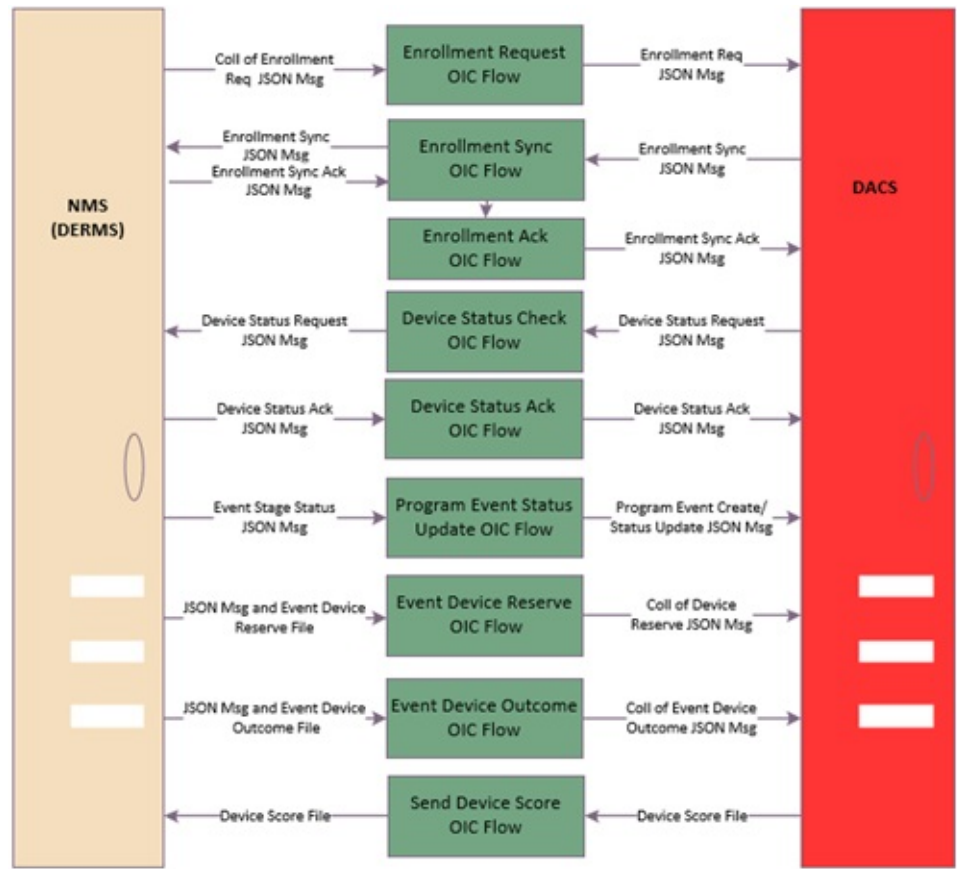 Coll of Enrollment
Req JSON Msg
Enrollment Request
OIC Flow
Enrollment Req
JSON Msg
Enrollment Sync
JSON Msg
Enrollment Sync Ack
JSON Msg
Enrollment Sync
OIC Flow
Enrollment Sync
JSON Msg
NMS
(DERMS)
DACS
Enrollment Ack
OIC Flow
Enrollment Sync Ack
JSON Msg
Device Status Request
JSON Msg
Device Status Check
OIC Flow
Device Status Request
JSON Msg
Device Status Ack
JSON Msg
Device Status Ack
OIC Flow
Device Status Ack
JSON Msg
Event Stage Status
JSON Msg
Program Event Status
Update OIC Flow
Program Event Create/
Status Update JSON Msg
JSON Msg and Event Device
Reserve File
Event Device Reserve
OIC Flow
Coll of Device
Reserve JSON Msg
JSON Msg and Event Device
Outcome File
Event Device Outcome
OIC Flow
Coll of Event Device
Outcome JSON Msg
Device Score File
Send Device Score
OIC Flow
Device Score File